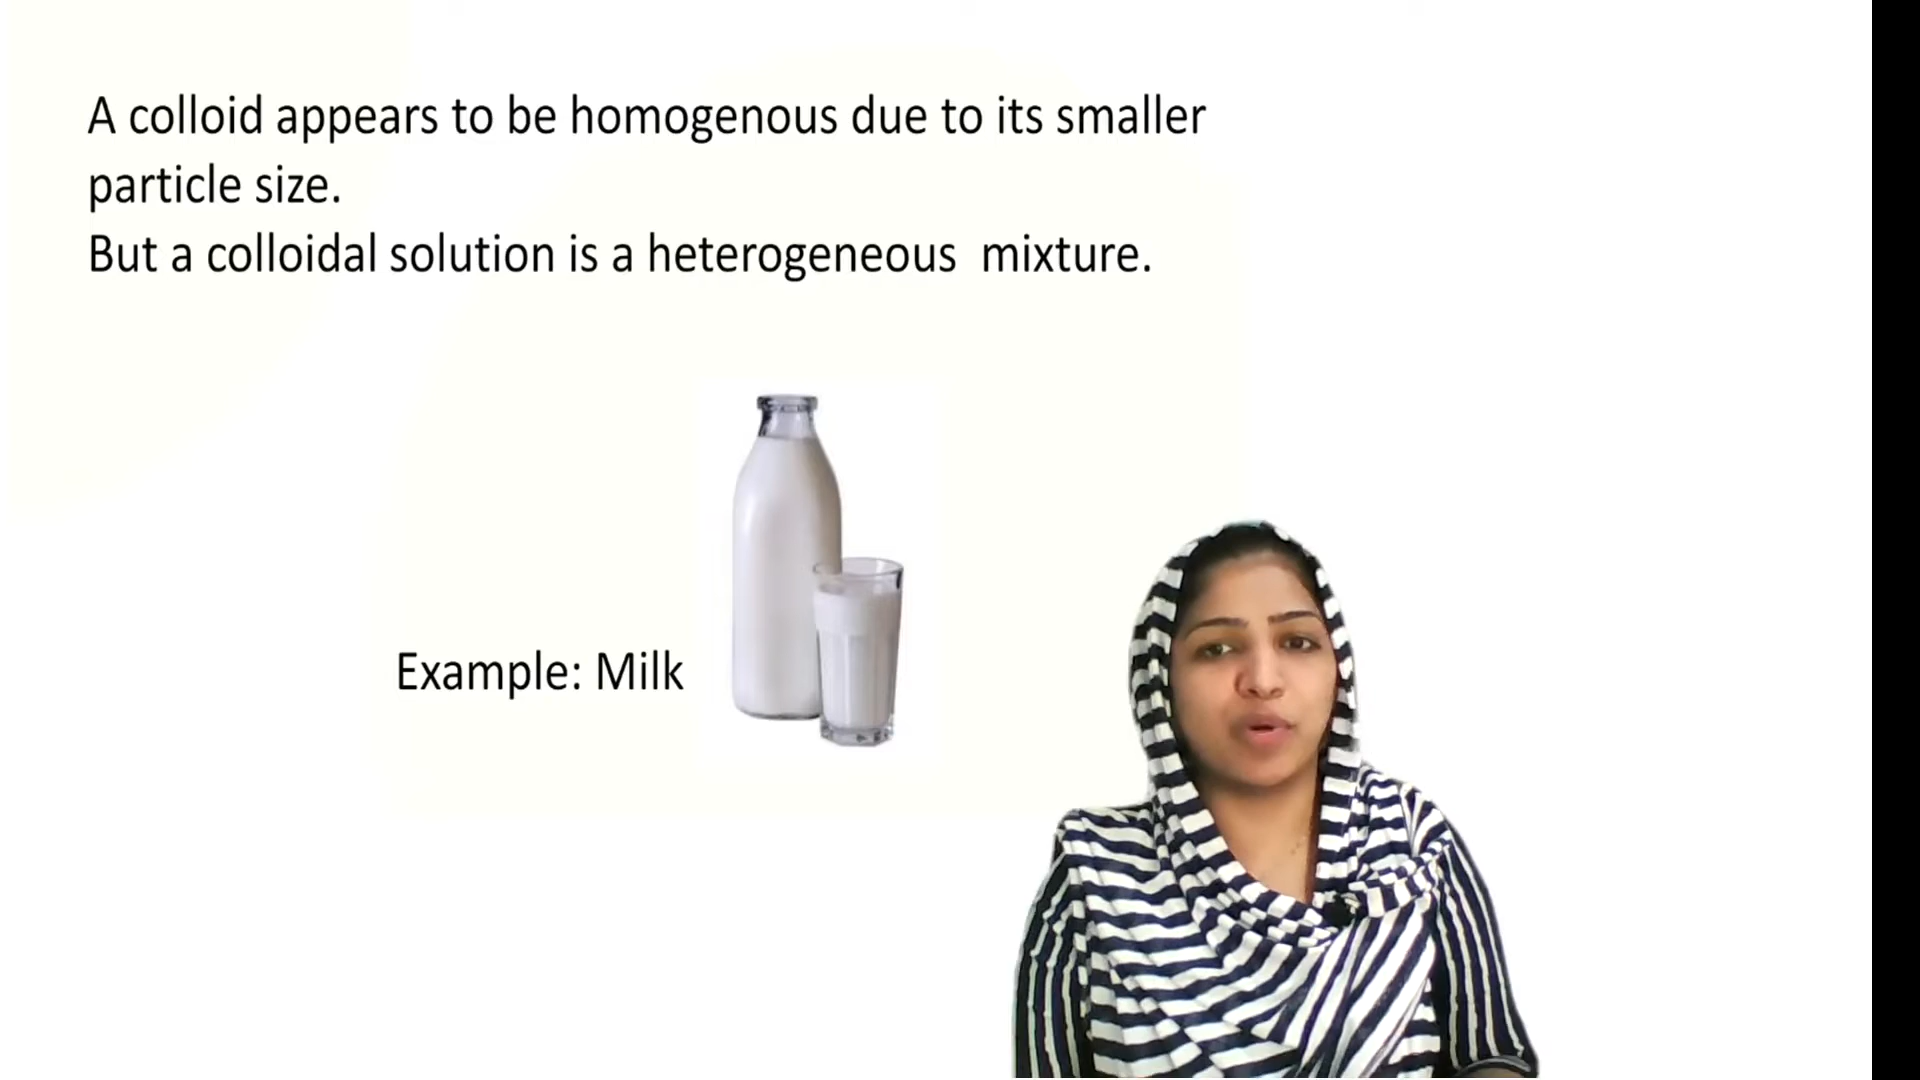 A colloid appears to be homogenous due to its smaller
particle size.
But a colloidal solution is a heterogeneous  mixture.
Example: Milk